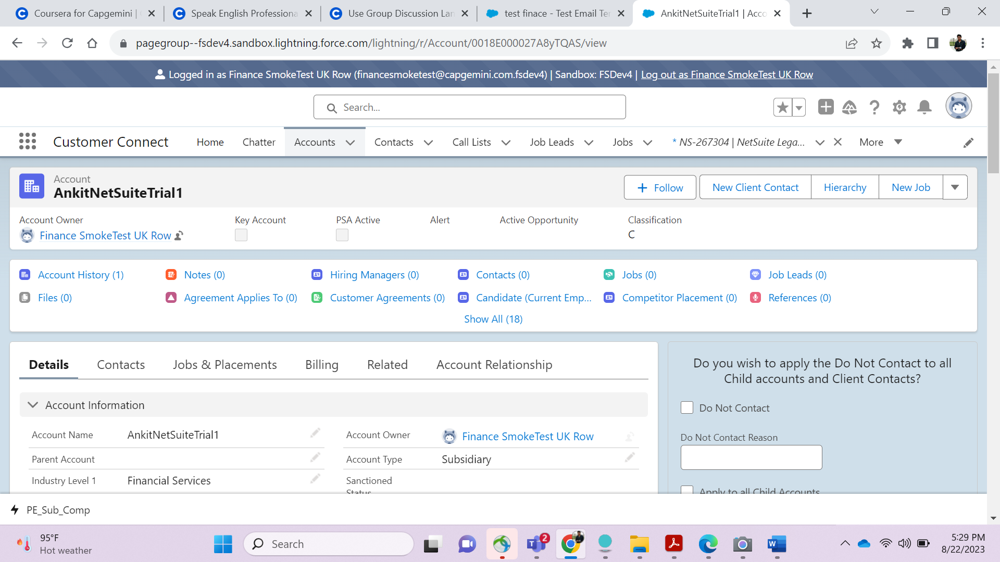 Coursera for Capgemini |
Speak English Professiona
Use Group Discussion Lan
test finace - Test Email Ter
AnkitNetSuiteTrial1 | Acco
pagegroup--fsdev4.sandbox.lightning.force.com/lightning/r/Account/0018E000027A8yTQAS/view
Logged in as Finance SmokeTest UK Row (financesmoketest@capgemini.com.fsdev4) | Sandbox: FSDev4 | Log out as Finance SmokeTest UK Row
Search...
Customer Connect
Home
Chatter
Accounts
Contacts
Call Lists
Job Leads
Jobs
* NS-267304 | NetSuite Lega...
More
Account
AnkitNetSuiteTrial1
Follow
New Client Contact
Hierarchy
New Job
Account Owner
Key Account
PSA Active
Alert
Active Opportunity
Classification
Finance SmokeTest UK Row
C
Account History (1)
Notes (0)
Hiring Managers (0)
Contacts (0)
Jobs (0)
Job Leads (0)
Files (0)
Agreement Applies To (0)
Customer Agreements (0)
Candidate (Current Emp...
Competitor Placement (0)
References (0)
Show All (18)
Details
Contacts
Jobs & Placements
Billing
Related
Account Relationship
Account Information
Account Name
AnkitNetSuiteTrial1
Account Owner
Finance SmokeTest UK Row
Parent Account
Account Type
Subsidiary
Industry Level 1
Financial Services
Sanctioned
Status
Do you wish to apply the Do Not Contact to all
Child accounts and Client Contacts?
Do Not Contact
Do Not Contact Reason
Apply to all Child Accounts
PE_Sub_Comp
95°F
Hot weather
Search
2
5:29 PM
8/22/2023